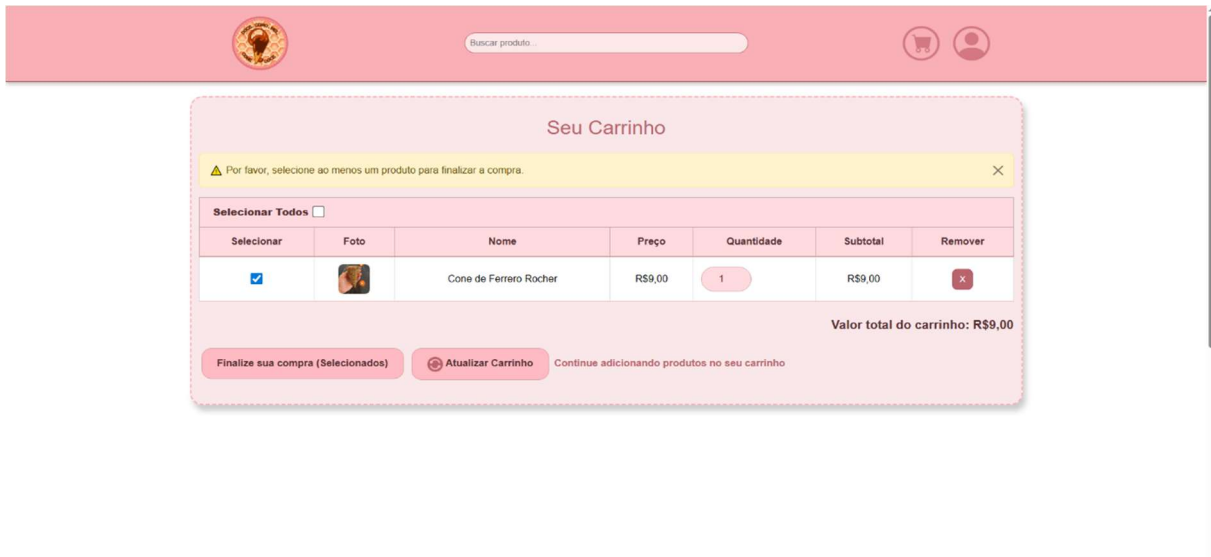 Buscar produto...
Seu Carrinho
⚠ Por favor, selecione ao menos um produto para finalizar a compra.
Selecionar Todos
Selecionar Foto Nome Preço Quantidade Subtotal Remover
Cone de Ferrero Rocher R$9,00 1 R$9,00 X
Valor total do carrinho: R$9,00
Finalize sua compra (Selecionados) Atualizar Carrinho Continue adicionando produtos no seu carrinho